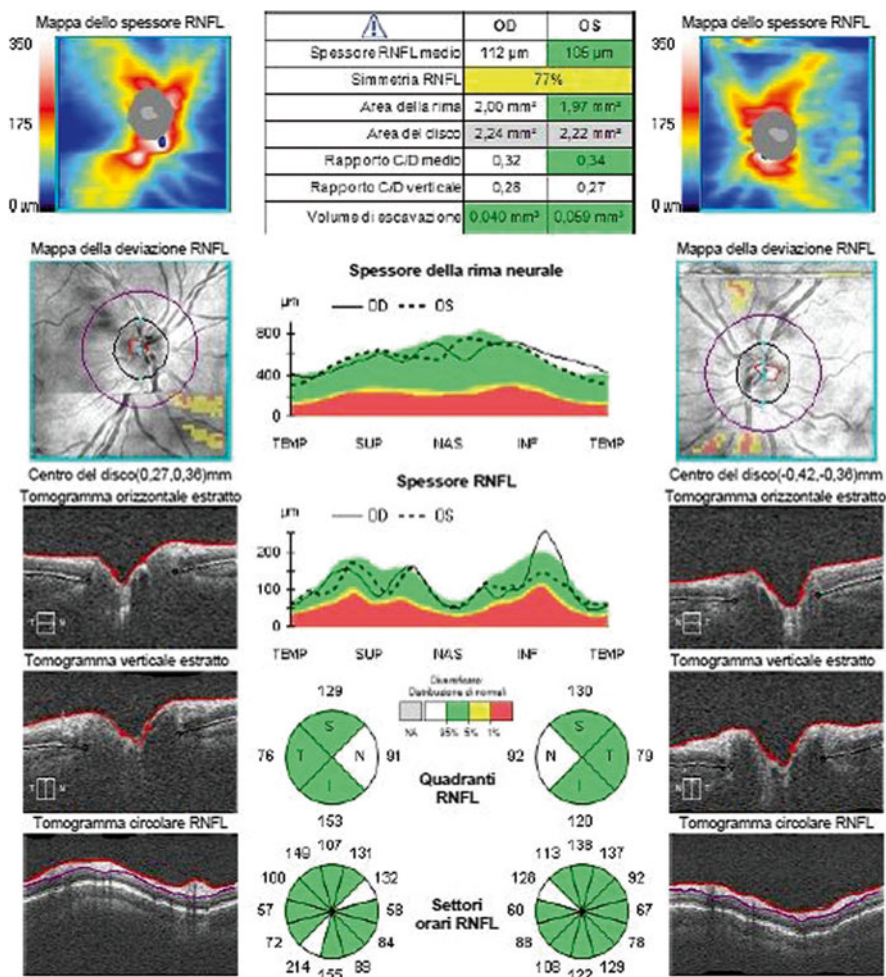 Mappa dello spessore RNFL
350
175
0 µm
OD OS
Spessore RNFL medio 112 µm 106 µm
Simmetria RNFL 77%
Area della rima 2,00 mm² 1,97 mm²
Area del disco 2,24 mm² 2,22 mm²
Rapporto C/D medio 0,32 0,34
Rapporto C/D verticale 0,28 0,27
Volume di escavazione 0,040 mm³ 0,059 mm³
Mappa dello spessore RNFL
350
175
0 µm
Mappa della deviazione RNFL
Centro del disco(0,27,0,36)mm
Spessore della rima neurale
µm
OD OS
800
400
0
TEMP SUP NAS INF TEMP
Mappa della deviazione RNFL
Centro del disco(-0,42,-0,36)mm
Tomogramma orizzontale estratto
T N
Spessore RNFL
µm
OD OS
200
100
0
TEMP SUP NAS INF TEMP
Tomogramma orizzontale estratto
T N
Tomogramma verticale estratto
T N
129
S
76 T N 91
I
153
Distribuzione di normali
NA 95% 5% 1%
Quadranti
RNFL
130
S
92 N T 79
I
120
Tomogramma verticale estratto
T N
Tomogramma circolare RNFL
107
149 131
100 132
57 58
72 84
214 89
155
Settori
orari RNFL
138
113 137
126 92
60 67
88 78
108 129
122
Tomogramma circolare RNFL